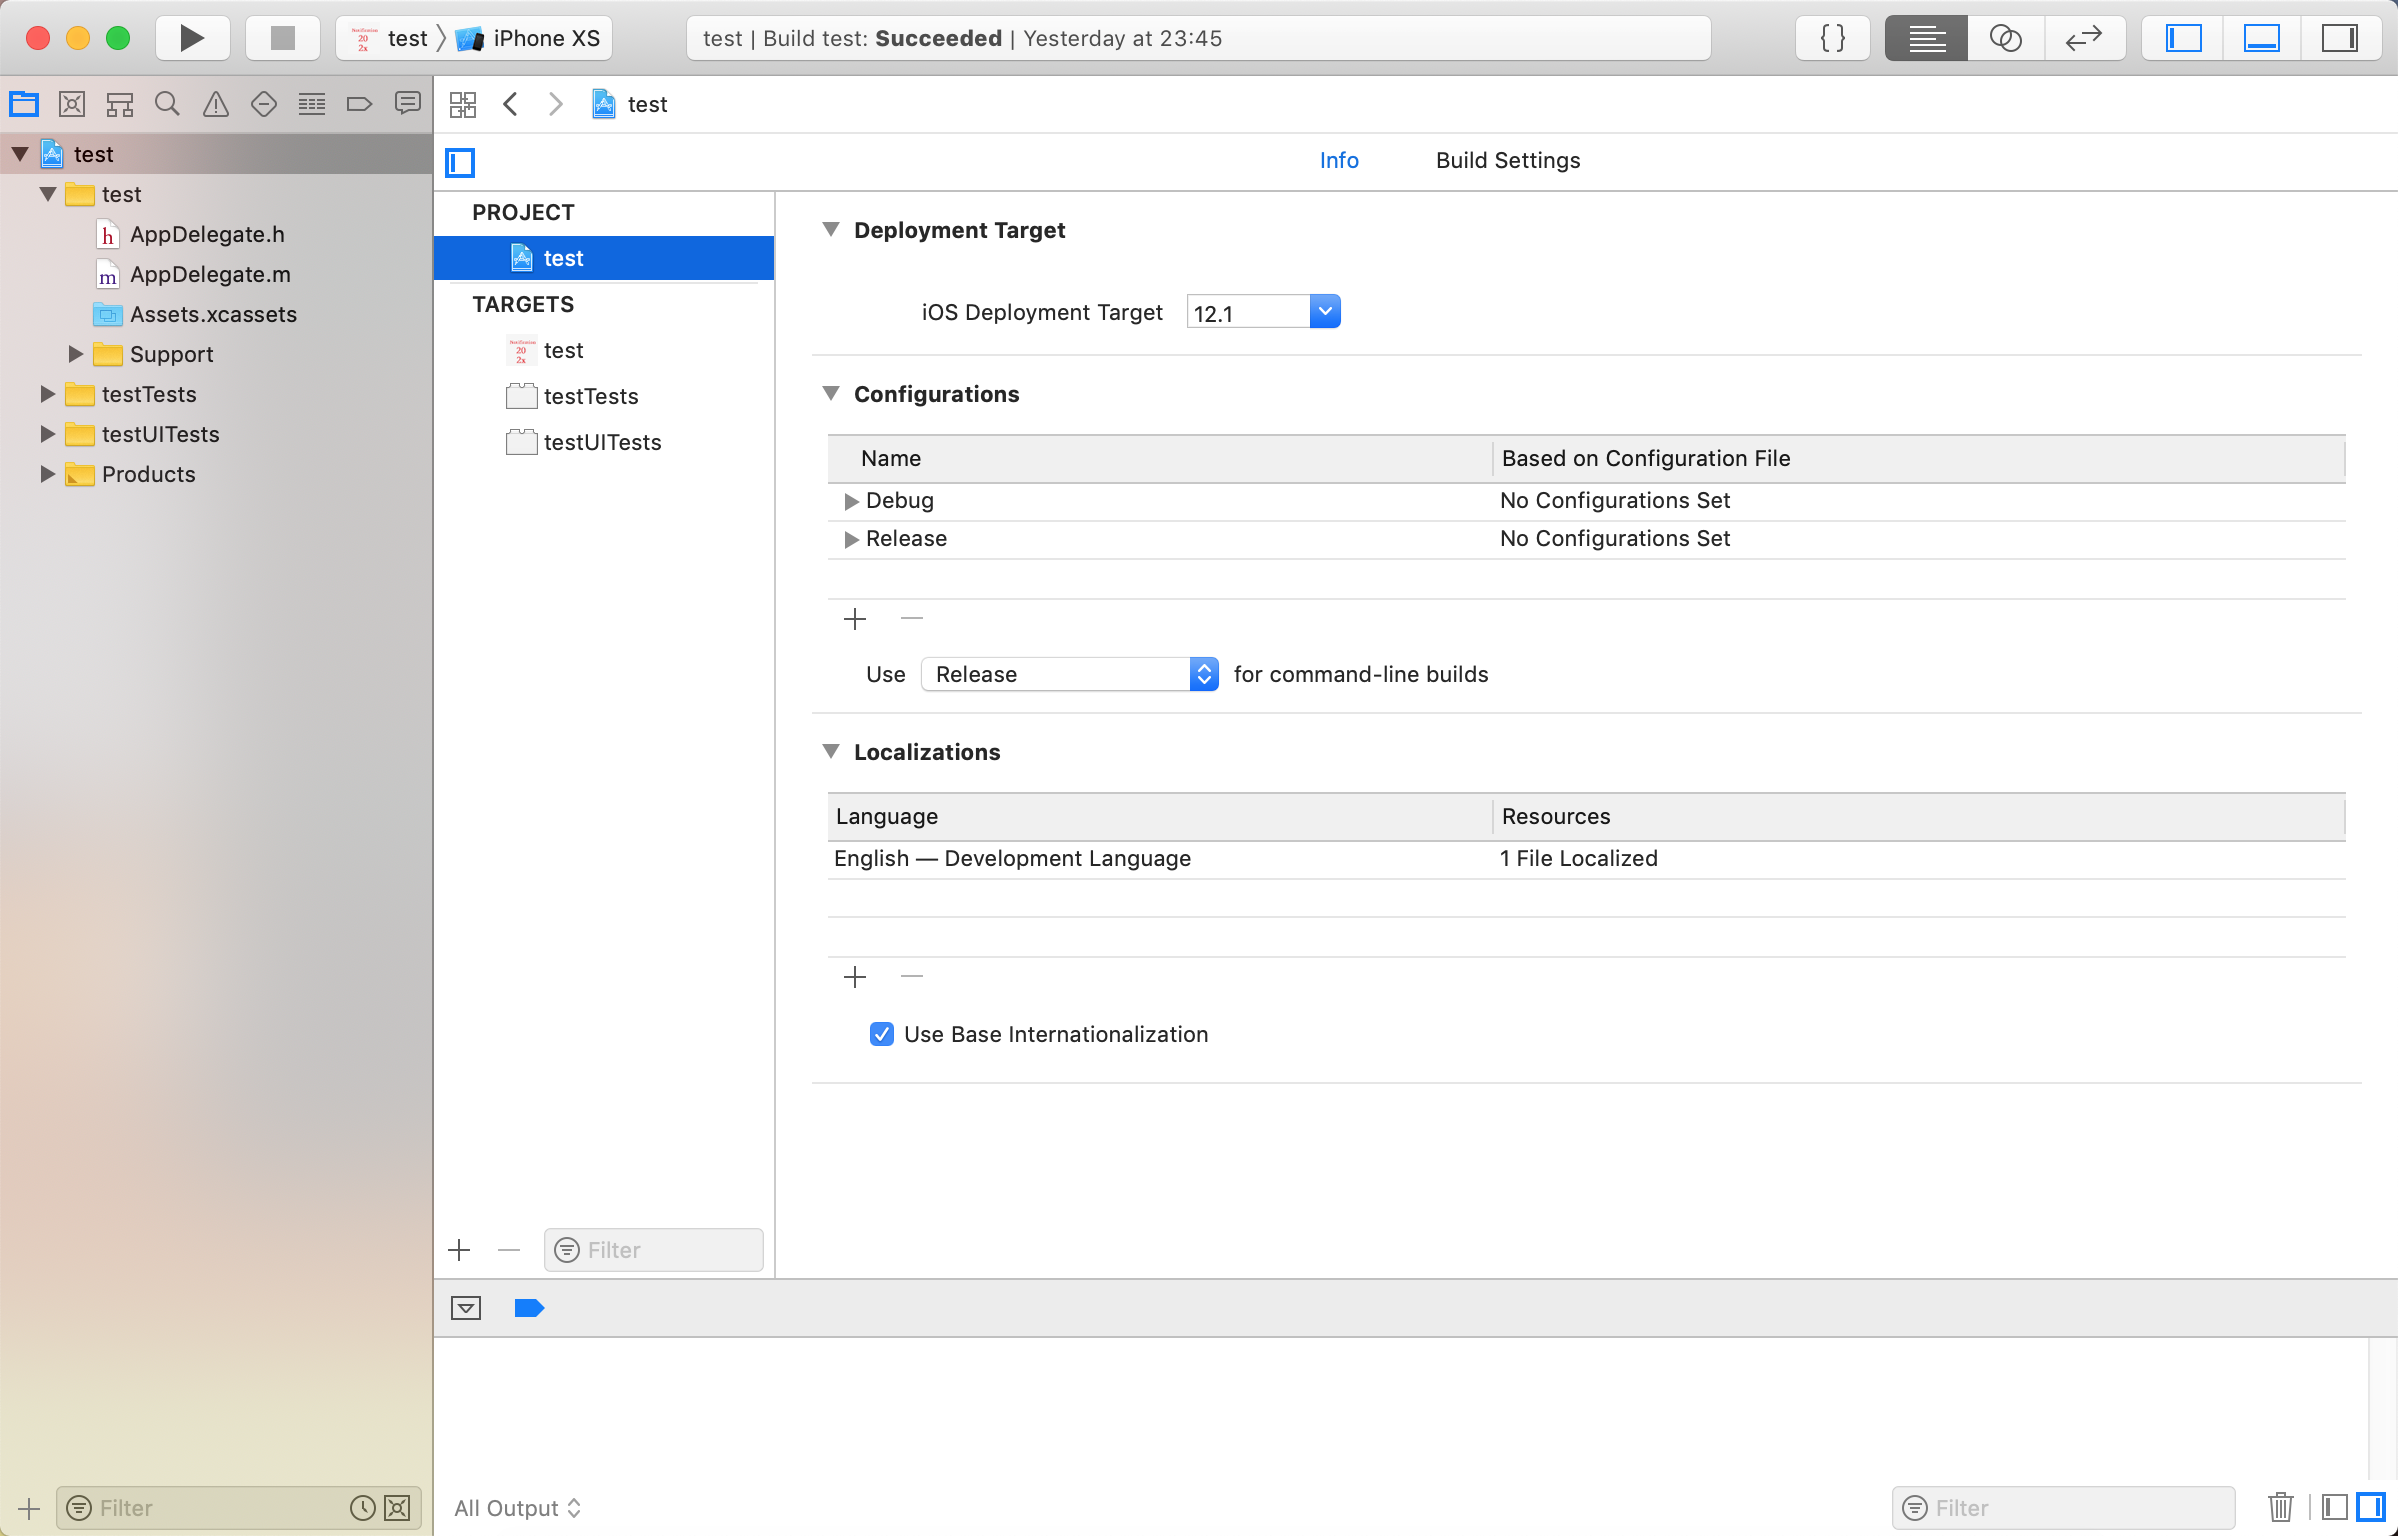 test
iPhone XS
test | Build test: Succeeded | Yesterday at 23:45
{ }
test
test
test
AppDelegate.h
AppDelegate.m
Assets.xcassets
Support
testTests
testUITests
Products
Filter
Info
Build Settings
PROJECT
test
TARGETS
Notification
20
2x
test
testTests
testUITests
Filter
Deployment Target
iOS Deployment Target 12.1
Configurations
Name Based on Configuration File
Debug No Configurations Set
Release No Configurations Set
Use Release for command-line builds
Localizations
Language Resources
English — Development Language 1 File Localized
Use Base Internationalization
All Output
Filter